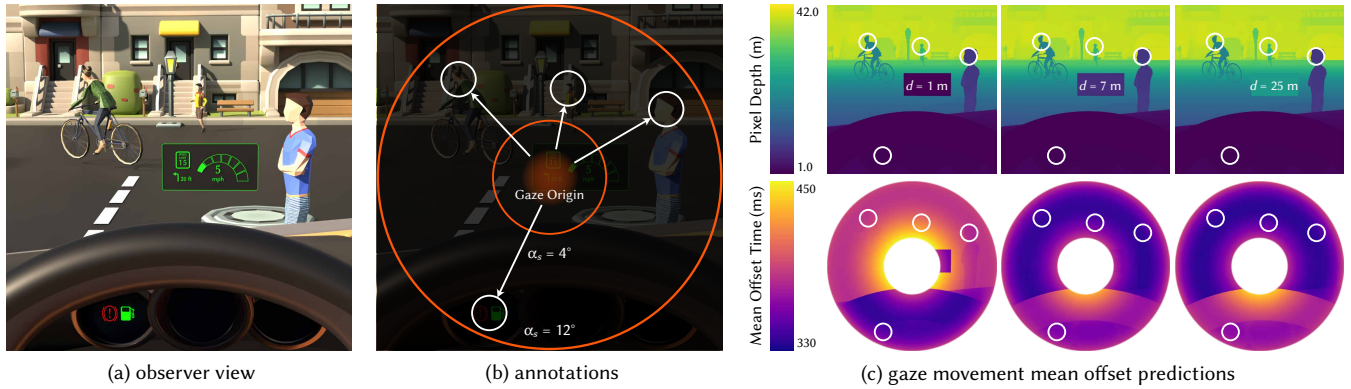 15
20 ft
5
mph
(a) observer view
Gaze Origin
αs = 4°
αs = 12°
(b) annotations
Pixel Depth (m)
42.0
1.0
d = 1 m
d = 7 m
d = 25 m
Mean Offset Time (ms)
450
330
(c) gaze movement mean offset predictions